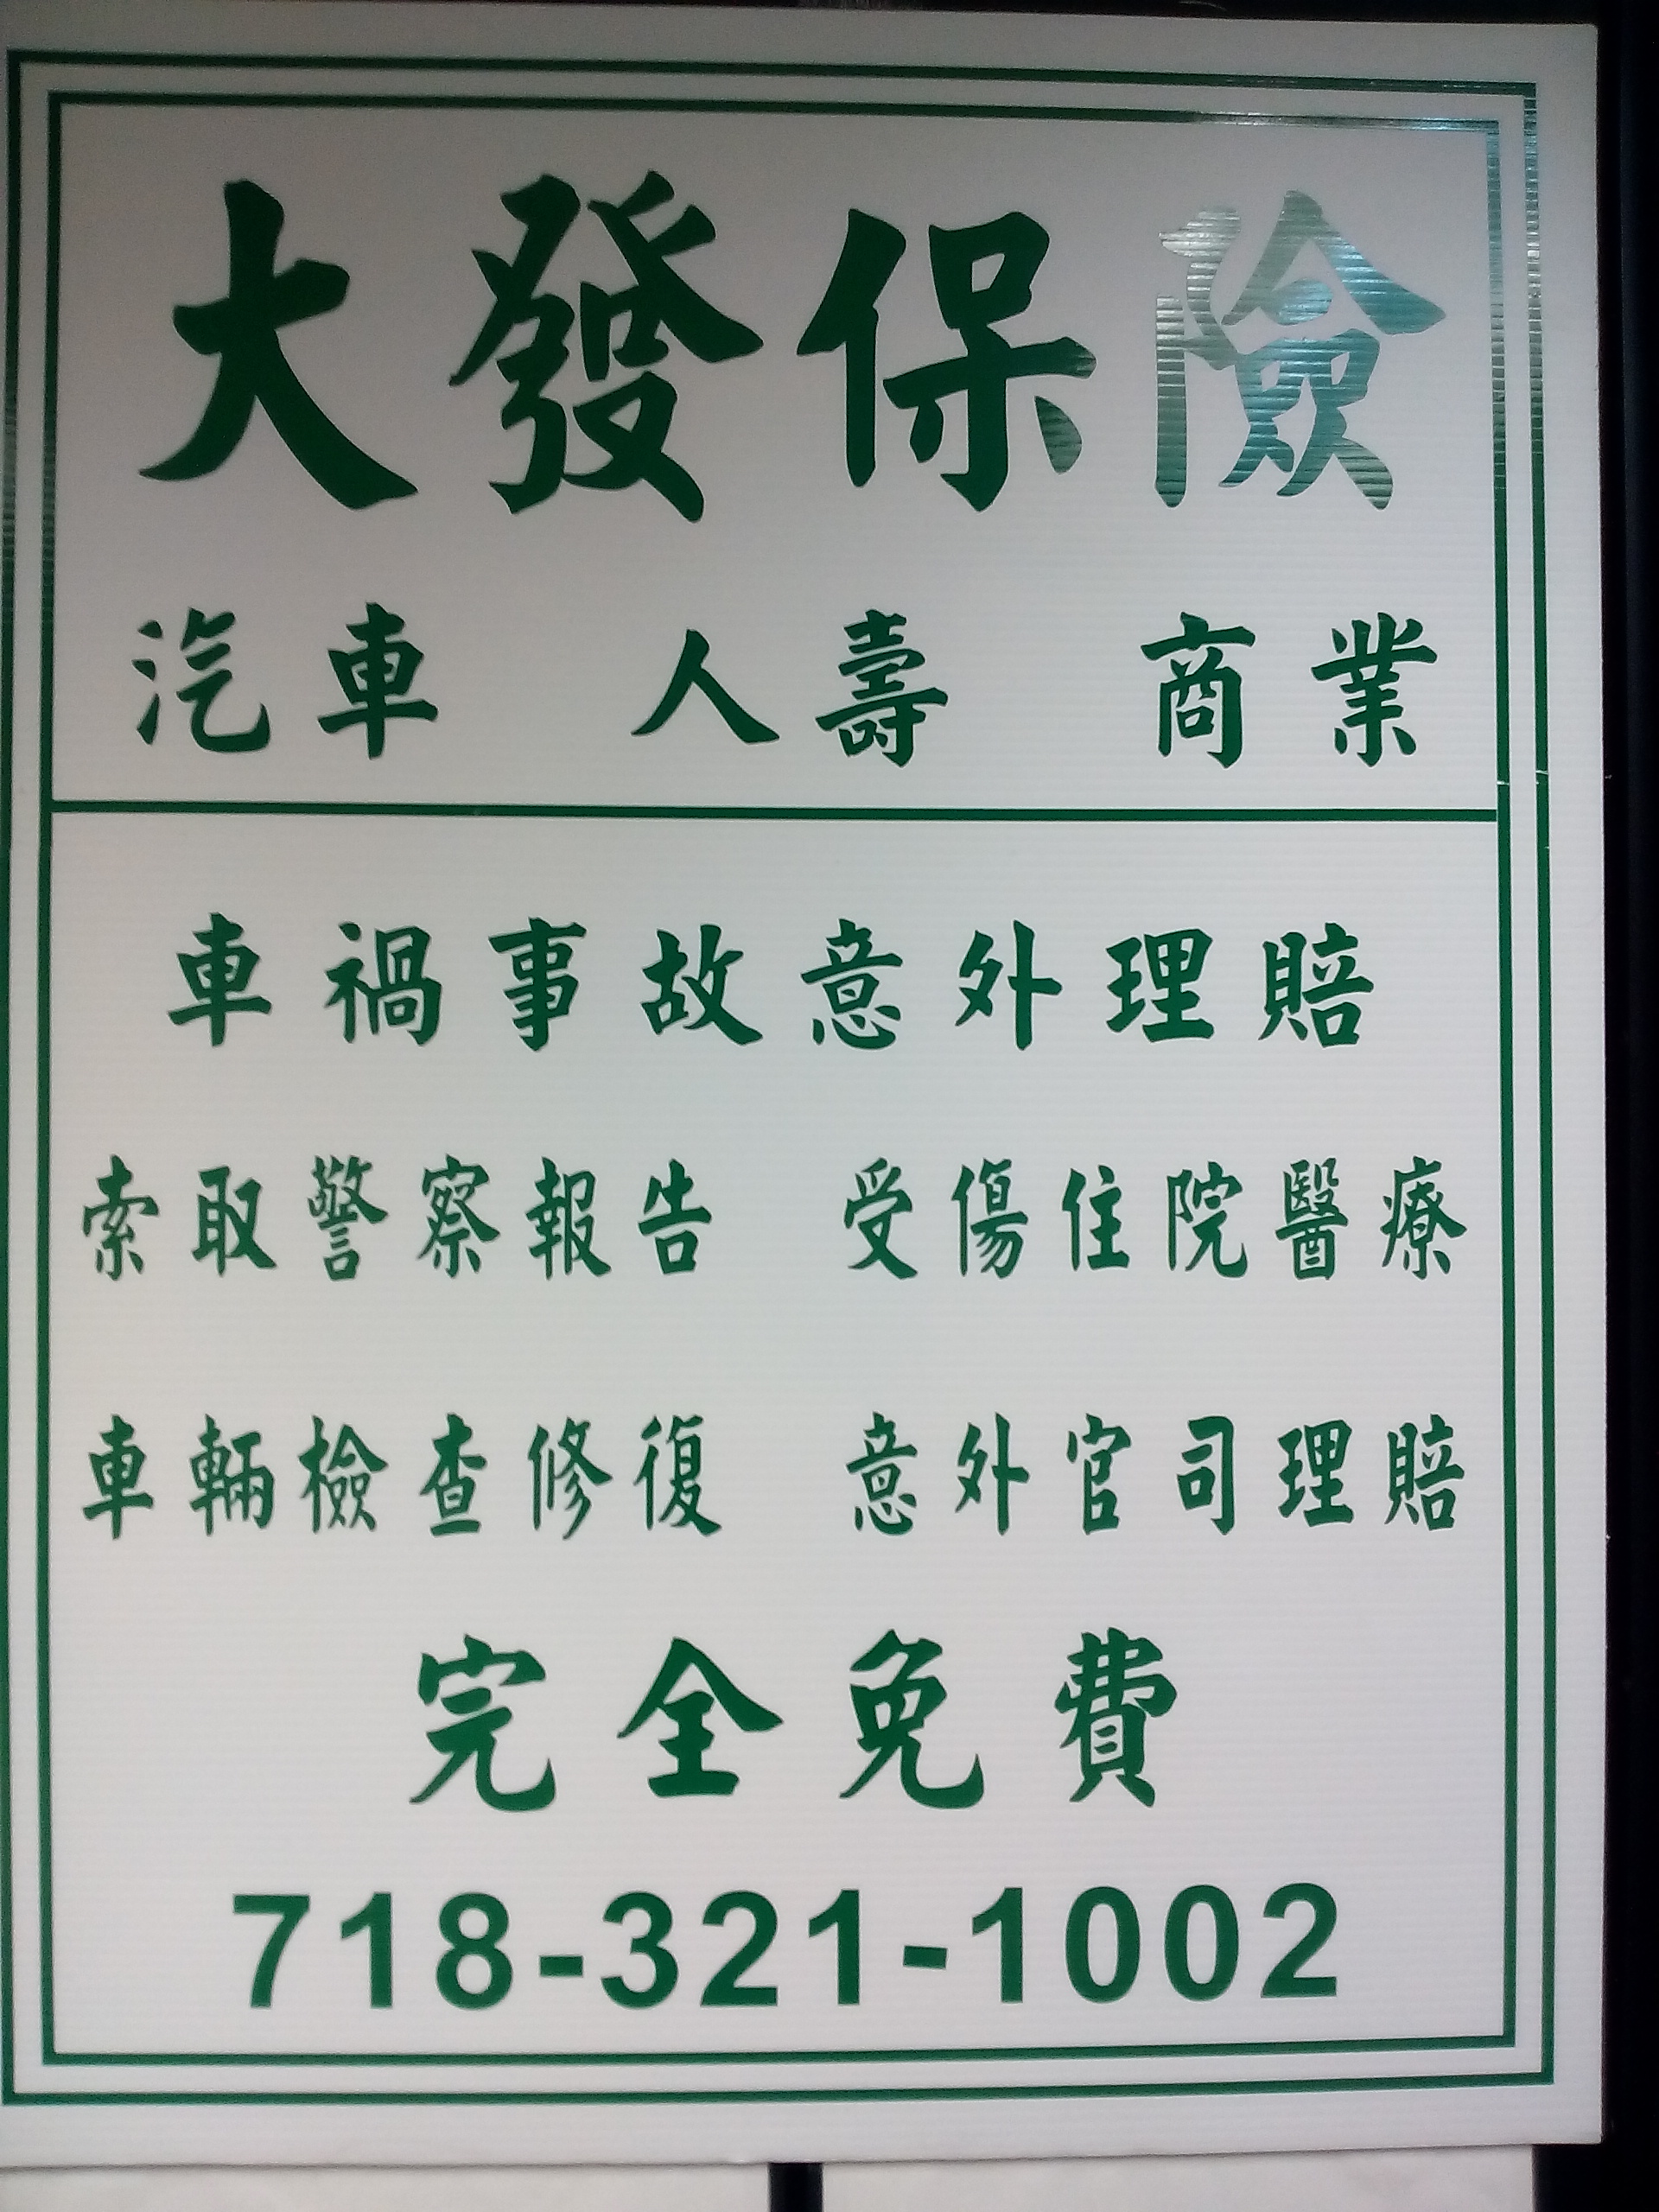 大發保險
汽車 人壽 商業
車禍事故意外理賠
索取警察報告 受傷住院醫療
車輛檢查修復 意外官司理賠
完全免費
718-321-1002